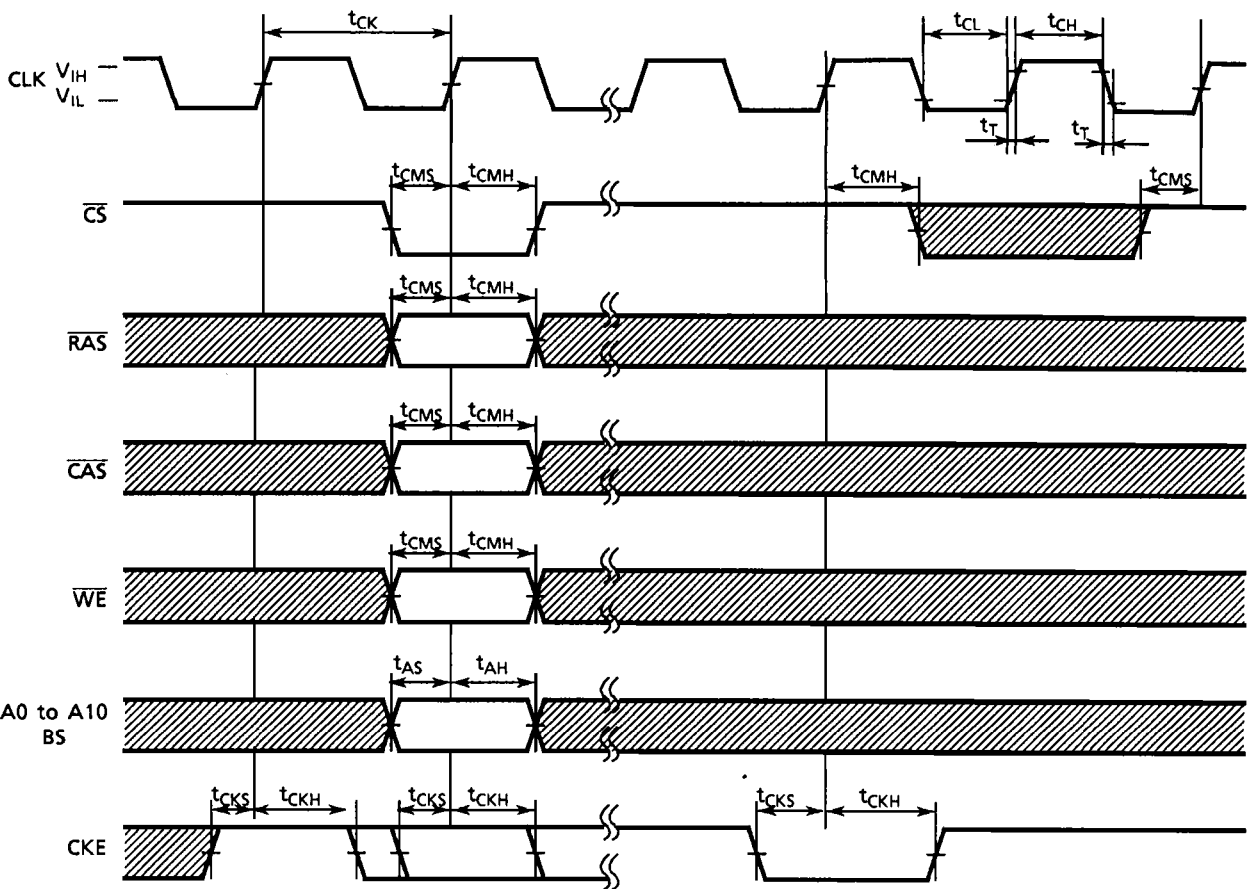 tCK
tCL
tCH
CLK VIH
VIL
tT
tT
tCMS
tCMH
tCMH
tCMS
CS
tCMS
tCMH
RAS
tCMS
tCMH
CAS
tCMS
tCMH
WE
tAS
tAH
A0 to A10
BS
tCKS
tCKH
tCKS
tCKH
tCKS
tCKH
CKE